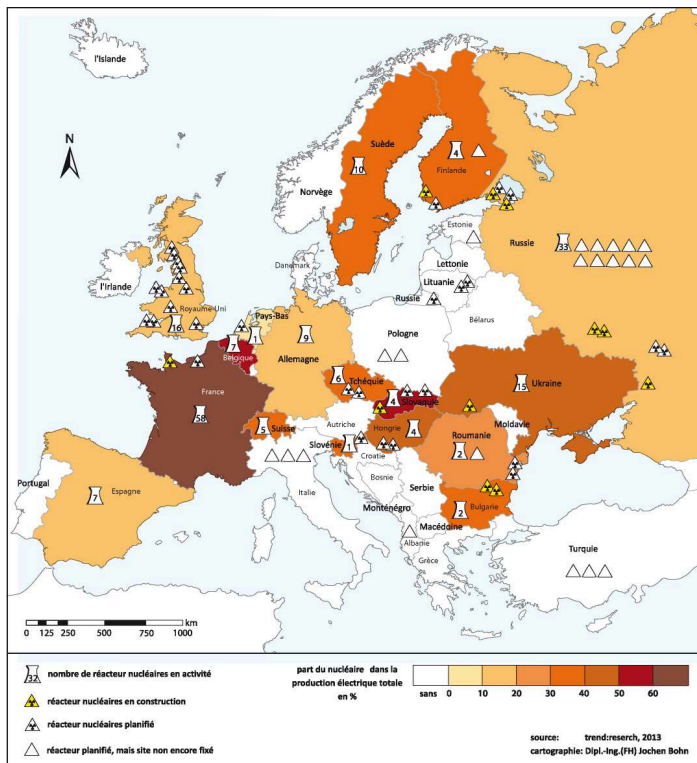 l'Islande
N
Suède
10
4
Finlande
Norvège
Estonie
Russie
33
Danemark
Lettonie
Lituanie
Russie
l'Irlande
Royaume-Uni
16
Pays-Bas
1
Bélarus
Pologne
9
Allemagne
7
Belgique
6
Tchéquie
15
Ukraine
4
Slovaquie
France
58
5
Suisse
Autriche
Hongrie
4
Moldavie
Slovénie
1
Roumanie
2
Croatie
Portugal
Bosnie
Serbie
Italie
Espagne
7
Monténégro
2
Bulgarie
Macédoine
Albanie
Grèce
Turquie
km
0 125 250 500 750 1000
32
nombre de réacteur nucléaires en activité
réacteur nucléaires en construction
réacteur nucléaires planifié
réacteur planifié, mais site non encore fixé
part du nucléaire dans la
production électrique totale
en %
sans 0 10 20 30 40 50 60
source: trend:reserch, 2013
cartographie: Dipl.-Ing.(FH) Jochen Bohn